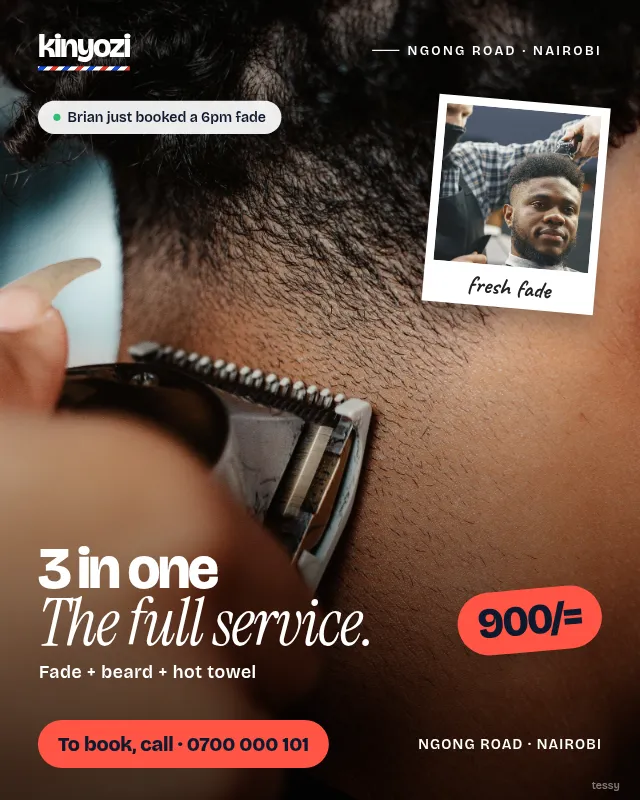 kinyozi
NGONG ROAD · NAIROBI
Brian just booked a 6pm fade
fresh fade
3 in one
The full service.
900/=
Fade + beard + hot towel
To book, call · 0700 000 101
NGONG ROAD · NAIROBI
tessy